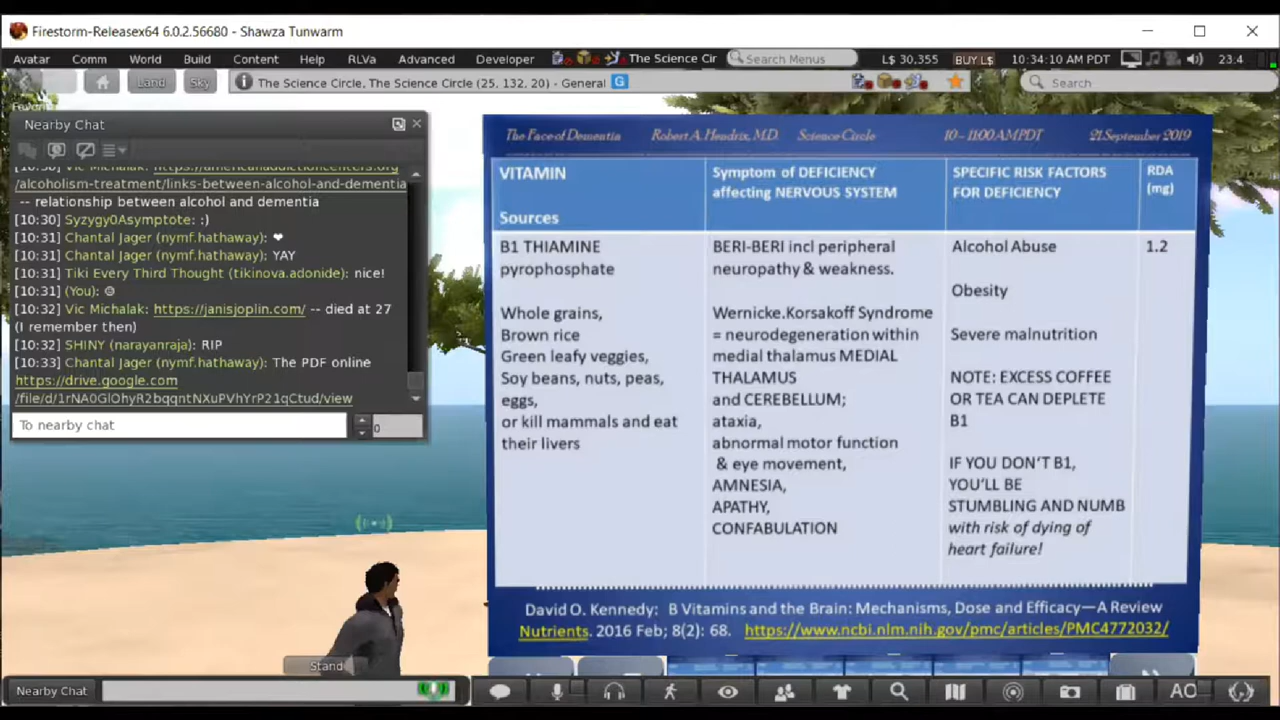 Firestorm-Releasex64 6.0.2.56680 - Shawza Tunwarm
Avatar Comm World Build Content Help RLVa Advanced Developer The Science Cir Search Menus L$ 30,355 BUY L$ 10:34:10 AM PDT 23.4
Land Sky The Science Circle, The Science Circle (25, 132, 20) - General G Search
Nearby Chat
Vic Michalak: https://americanaddictioncenters.org
/alcoholism-treatment/links-between-alcohol-and-dementia
-- relationship between alcohol and dementia
[10:30] Syzygy0Asymptote: :)
[10:31] Chantal Jager (nymf.hathaway): ❤
[10:31] Chantal Jager (nymf.hathaway): YAY
[10:31] Tiki Every Third Thought (tikinova.adonide): nice!
[10:31] (You): ☺
[10:32] Vic Michalak: https://janisjoplin.com/ -- died at 27
(I remember then)
[10:32] SHINY (narayanraja): RIP
[10:33] Chantal Jager (nymf.hathaway): The PDF online
https://drive.google.com
/file/d/1rNA0GlOhyR2bqqntNXuPVhYrP21qCtud/view
To nearby chat
0
The Face of Dementia Robert A. Hendrix, M.D. Science Circle 10 - 11:00 AM PDT 21 September 2019
VITAMIN
Sources
Symptom of DEFICIENCY
affecting NERVOUS SYSTEM
SPECIFIC RISK FACTORS
FOR DEFICIENCY
RDA
(mg)
B1 THIAMINE
pyrophosphate
Whole grains,
Brown rice
Green leafy veggies,
Soy beans, nuts, peas,
eggs,
or kill mammals and eat
their livers
BERI-BERI incl peripheral
neuropathy & weakness.
Wernicke.Korsakoff Syndrome
= neurodegeneration within
medial thalamus MEDIAL
THALAMUS
and CEREBELLUM;
ataxia,
abnormal motor function
& eye movement,
AMNESIA,
APATHY,
CONFABULATION
Alcohol Abuse
Obesity
Severe malnutrition
NOTE: EXCESS COFFEE
OR TEA CAN DEPLETE
B1
IF YOU DON'T B1,
YOU'LL BE
STUMBLING AND NUMB
with risk of dying of
heart failure!
1.2
David O. Kennedy: B Vitamins and the Brain: Mechanisms, Dose and Efficacy—A Review
Nutrients. 2016 Feb; 8(2): 68. https://www.ncbi.nlm.nih.gov/pmc/articles/PMC4772032/
Stand
Nearby Chat
AO